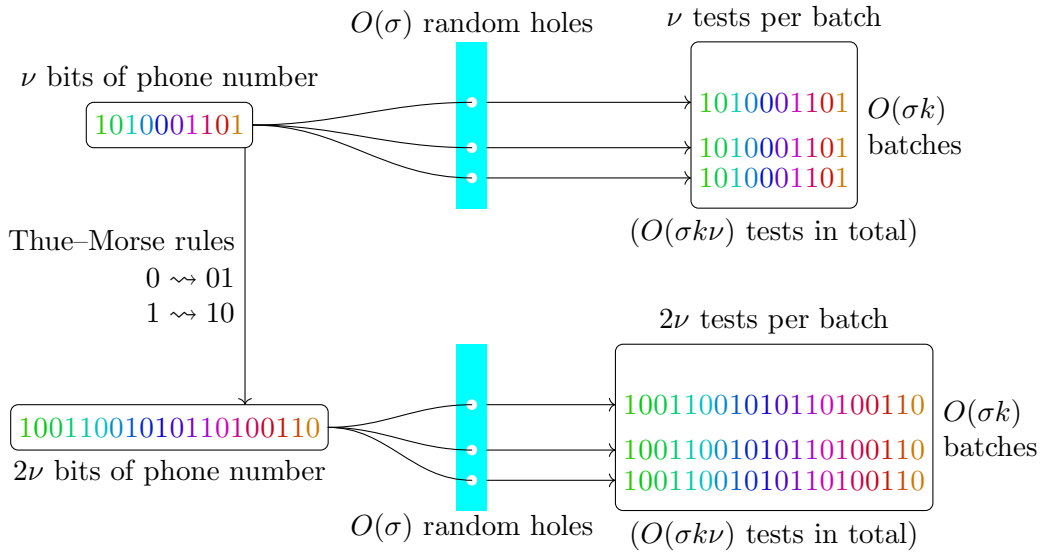 O(σ) random holes
ν tests per batch
ν bits of phone number
1010001101
1010001101
1010001101
1010001101
O(σk)
batches
(O(σkν) tests in total)
Thue–Morse rules
0 ⇝ 01
1 ⇝ 10
2ν tests per batch
10011001010110100110
2ν bits of phone number
10011001010110100110
10011001010110100110
10011001010110100110
O(σk)
batches
O(σ) random holes
(O(σkν) tests in total)